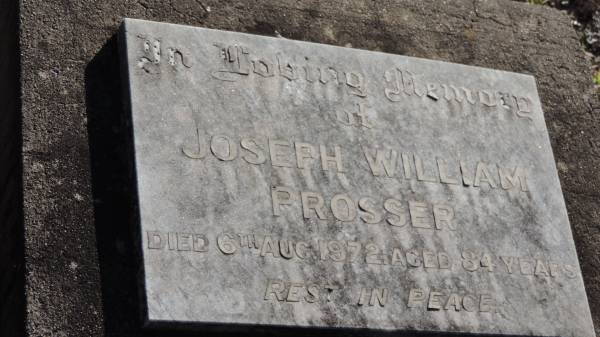 In Loving Memory
of
JOSEPH WILLIAM
PROSSER
DIED 6TH AUG. 1972. AGED 84 YEARS
REST IN PEACE.